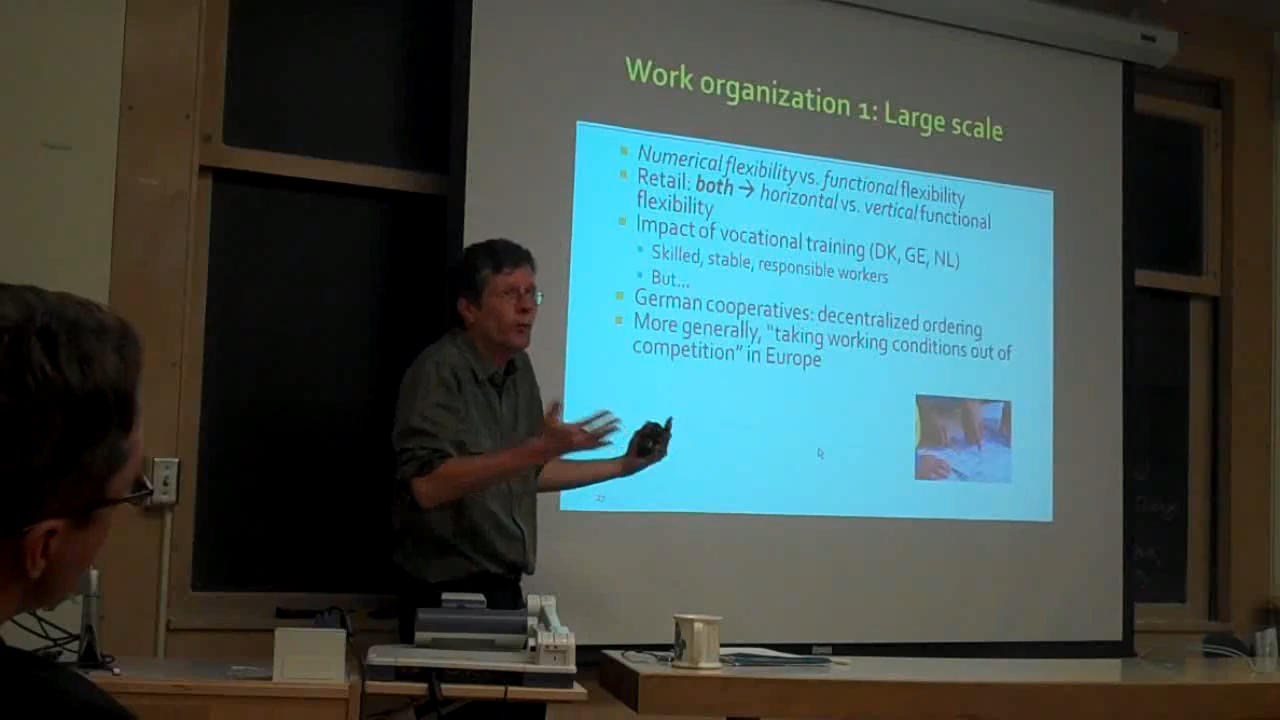 Work organization 1: Large scale
Numerical flexibility vs. functional flexibility
Retail: both → horizontal vs. vertical functional
flexibility
Impact of vocational training (DK, GE, NL)
Skilled, stable, responsible workers
But...
German cooperatives: decentralized ordering
More generally, "taking working conditions out of
competition" in Europe